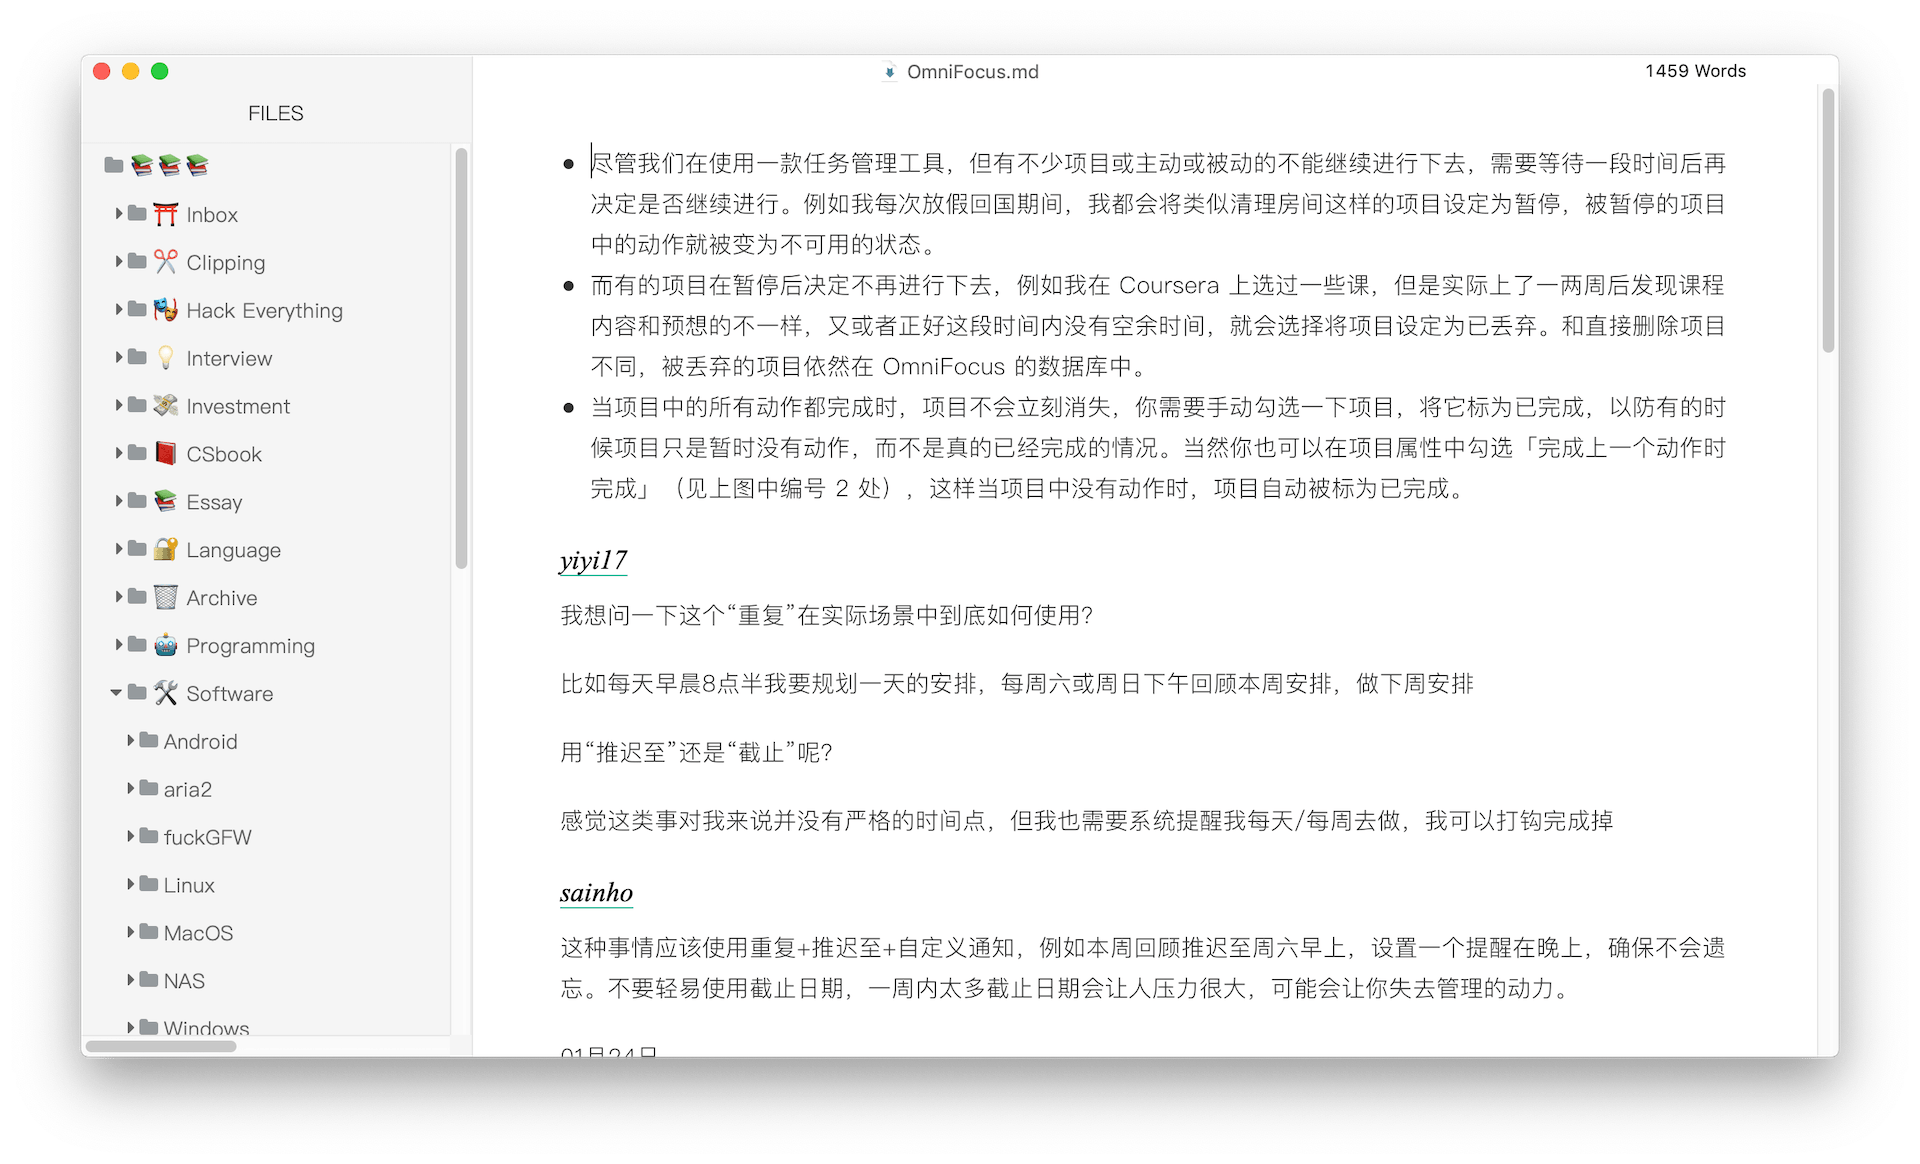 OmniFocus.md
1459 Words
FILES
Inbox
Clipping
Hack Everything
Interview
Investment
CSbook
Essay
Language
Archive
Programming
Software
Android
aria2
fuckGFW
Linux
MacOS
NAS
Windows
尽管我们在使用一款任务管理工具，但有不少项目或主动或被动的不能继续进行下去，需要等待一段时间后再
决定是否继续进行。例如我每次放假回国期间，我都会将类似清理房间这样的项目设定为暂停，被暂停的项目
中的动作就被变为不可用的状态。
而有的项目在暂停后决定不再进行下去，例如我在 Coursera 上选过一些课，但是实际上了一两周后发现课程
内容和预想的不一样，又或者正好这段时间内没有空余时间，就会选择将项目设定为已丢弃。和直接删除项目
不同，被丢弃的项目依然在 OmniFocus 的数据库中。
当项目中的所有动作都完成时，项目不会立刻消失，你需要手动勾选一下项目，将它标为已完成，以防有的时
候项目只是暂时没有动作，而不是真的已经完成的情况。当然你也可以在项目属性中勾选「完成上一个动作时
完成」（见上图中编号 2 处），这样当项目中没有动作时，项目自动被标为已完成。
yiyi17
我想问一下这个“重复”在实际场景中到底如何使用？
比如每天早晨8点半我要规划一天的安排，每周六或周日下午回顾本周安排，做下周安排
用“推迟至”还是“截止”呢？
感觉这类事对我来说并没有严格的时间点，但我也需要系统提醒我每天/每周去做，我可以打钩完成掉
sainho
这种事情应该使用重复+推迟至+自定义通知，例如本周回顾推迟至周六早上，设置一个提醒在晚上，确保不会遗
忘。不要轻易使用截止日期，一周内太多截止日期会让人压力很大，可能会让你失去管理的动力。
01月24日